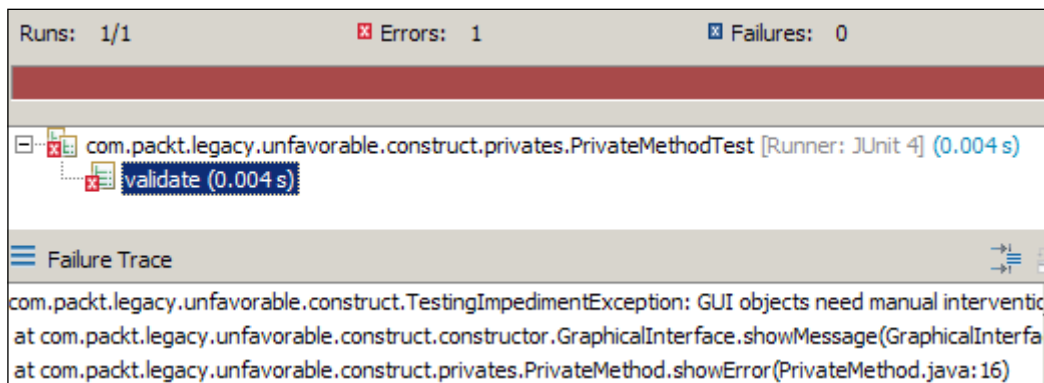 Runs: 1/1 Errors: 1 Failures: 0
com.packt.legacy.unfavorable.construct.privates.PrivateMethodTest [Runner: JUnit 4] (0.004 s)
validate (0.004 s)
Failure Trace
com.packt.legacy.unfavorable.construct.TestingImpedimentException: GUI objects need manual
at com.packt.legacy.unfavorable.construct.constructor.GraphicalInterface.showMessage(
at com.packt.legacy.unfavorable.construct.privates.PrivateMethod.showError(PrivateMethod.java:16)